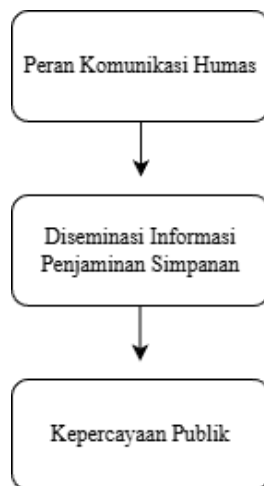 Peran Komunikasi Humas
Diseminasi Informasi
Penjaminan Simpanan
Kepercayaan Publik